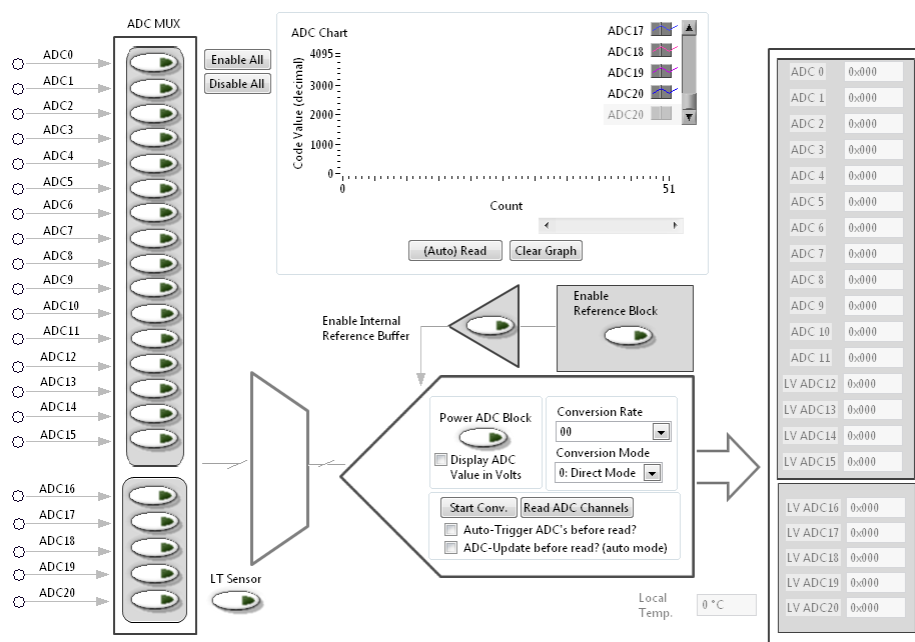 ADC MUX
ADC0
ADC1
ADC2
ADC3
ADC4
ADC5
ADC6
ADC7
ADC8
ADC9
ADC10
ADC11
ADC12
ADC13
ADC14
ADC15
ADC16
ADC17
ADC18
ADC19
ADC20
Enable All
Disable All
LT Sensor
ADC Chart
Code Value (decimal)
4095
3000
2000
1000
0
0
51
Count
ADC17
ADC18
ADC19
ADC20
ADC20
(Auto) Read
Clear Graph
Enable Internal
Reference Buffer
Enable
Reference Block
Power ADC Block
Display ADC
Value in Volts
Conversion Rate
00
Conversion Mode
0: Direct Mode
Start Conv.
Read ADC Channels
Auto-Trigger ADC's before read?
ADC-Update before read? (auto mode)
Local
Temp.
0 °C
ADC 0 0x000
ADC 1 0x000
ADC 2 0x000
ADC 3 0x000
ADC 4 0x000
ADC 5 0x000
ADC 6 0x000
ADC 7 0x000
ADC 8 0x000
ADC 9 0x000
ADC 10 0x000
ADC 11 0x000
LV ADC12 0x000
LV ADC13 0x000
LV ADC14 0x000
LV ADC15 0x000
LV ADC16 0x000
LV ADC17 0x000
LV ADC18 0x000
LV ADC19 0x000
LV ADC20 0x000